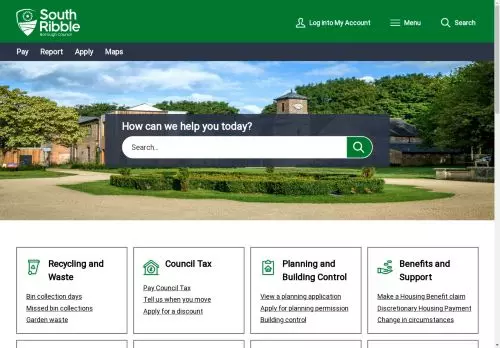 South
Ribble
Borough Council
Log into My Account
Menu
Search
Pay
Report
Apply
Maps
How can we help you today?
Search...
Recycling and
Waste
Bin collection days
Missed bin collections
Garden waste
Council Tax
Pay Council Tax
Tell us when you move
Apply for a discount
Planning and
Building Control
View a planning application
Apply for planning permission
Building control
Benefits and
Support
Make a Housing Benefit claim
Discretionary Housing Payment
Change in circumstances